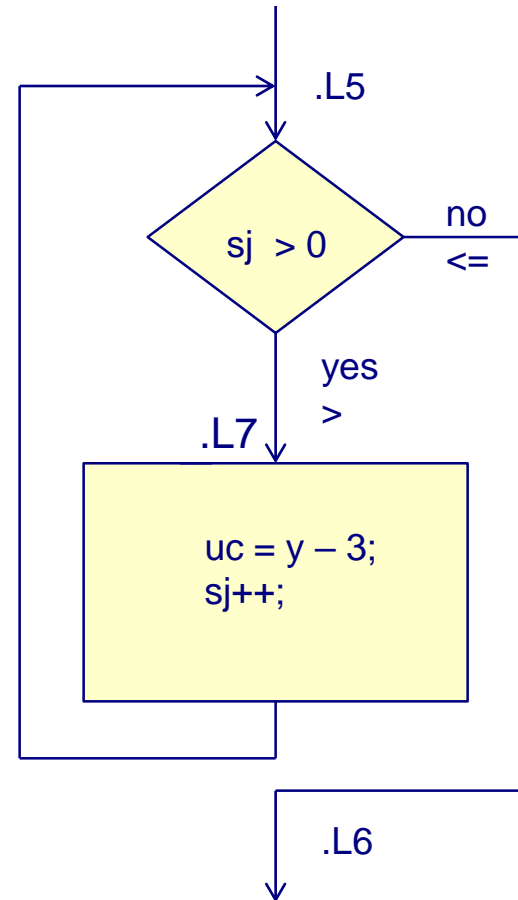 .L5
sj > 0
no
<=
yes
>
.L7
uc = y – 3;
sj++;
.L6